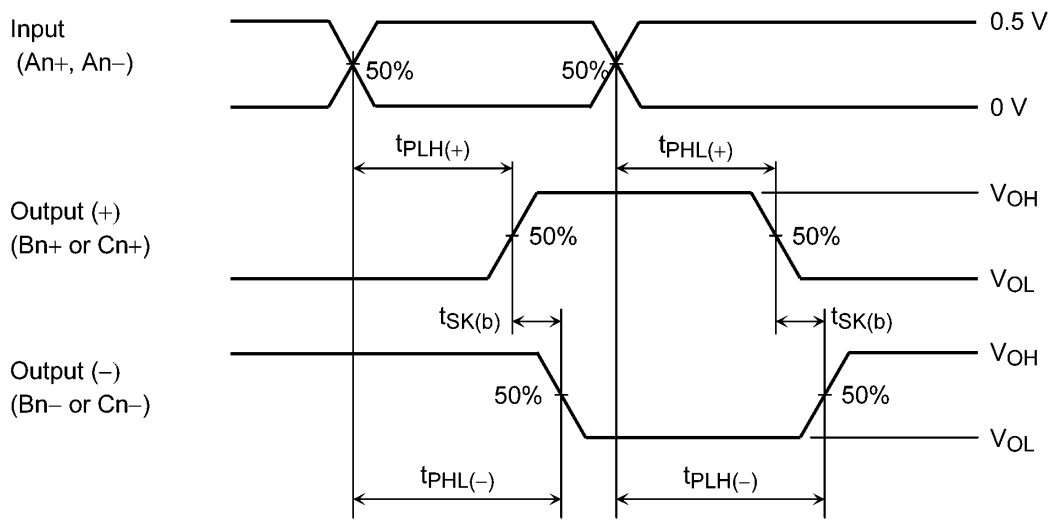 Input
(An+, An−)
0.5 V
50%
50%
0 V
tPLH(+)
tPHL(+)
Output (+)
(Bn+ or Cn+)
VOH
50%
50%
VOL
tSK(b)
tSK(b)
Output (−)
(Bn− or Cn−)
VOH
50%
50%
VOL
tPHL(−)
tPLH(−)